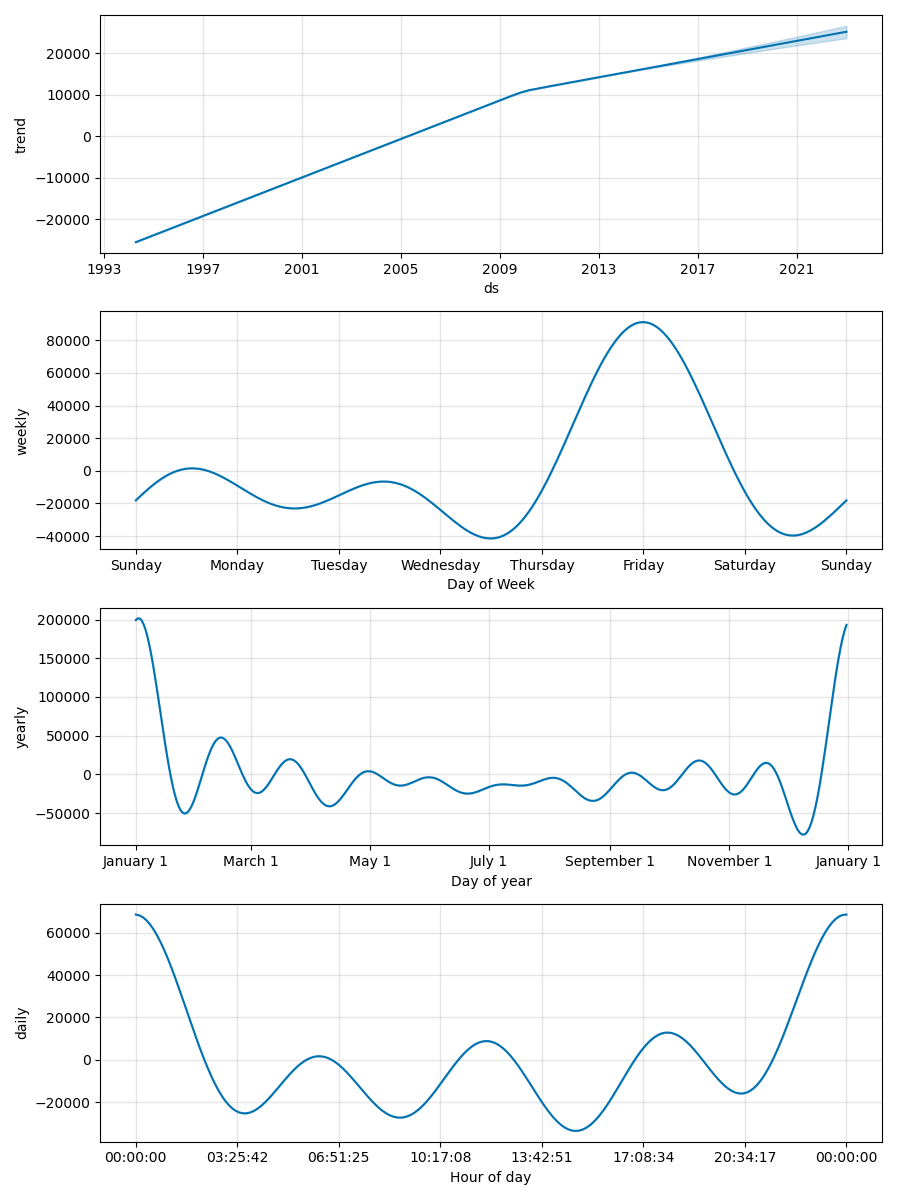 20000
10000
0
−10000
−20000
trend
1993 1997 2001 2005 2009 2013 2017 2021
ds
80000
60000
40000
20000
0
−20000
−40000
weekly
Sunday Monday Tuesday Wednesday Thursday Friday Saturday Sunday
Day of Week
200000
150000
100000
50000
0
−50000
yearly
January 1 March 1 May 1 July 1 September 1 November 1 January 1
Day of year
60000
40000
20000
0
−20000
daily
00:00:00 03:25:42 06:51:25 10:17:08 13:42:51 17:08:34 20:34:17 00:00:00
Hour of day